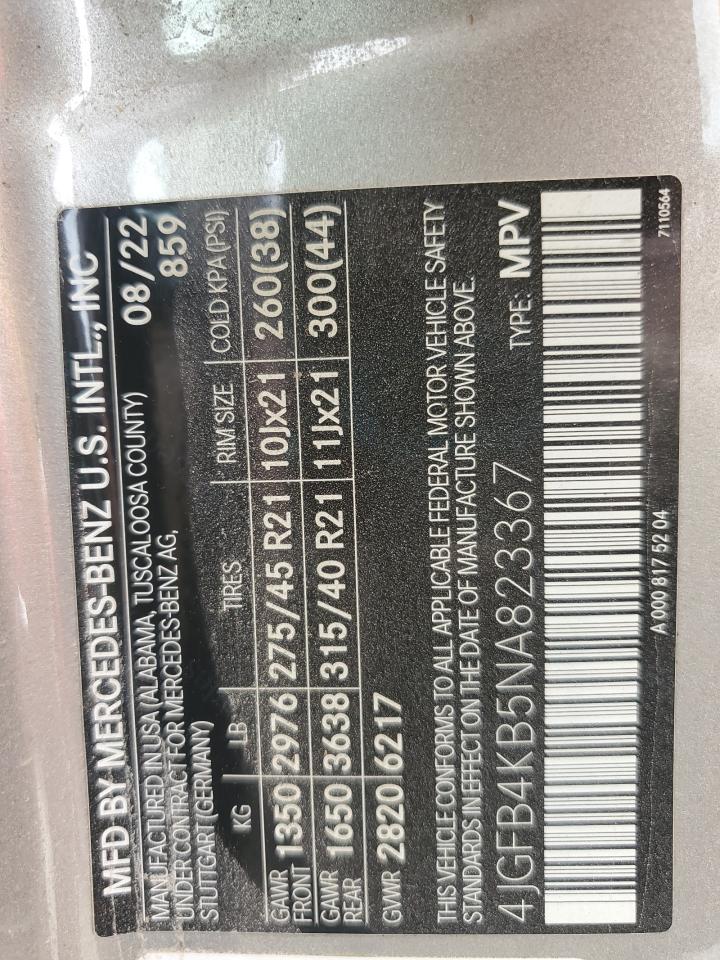 MFD BY MERCEDES-BENZ U.S. INTL., INC
MANUFACTURED IN USA (ALABAMA, TUSCALOOSA COUNTY) 08/22
UNDER CONTRACT FOR MERCEDES-BENZ AG, 859
STUTTGART (GERMANY)
KG LB TIRES RIM SIZE COLD KPA (PSI)
GAWR FRONT 1350 2976 275/45 R21 10Jx21 260(38)
GAWR REAR 1650 3638 315/40 R21 11Jx21 300(44)
GVWR 2820 6217
THIS VEHICLE CONFORMS TO ALL APPLICABLE FEDERAL MOTOR VEHICLE SAFETY
STANDARDS IN EFFECT ON THE DATE OF MANUFACTURE SHOWN ABOVE.
4JGFB4KB5NA823367 TYPE: MPV
A 000 817 52 04 7110564